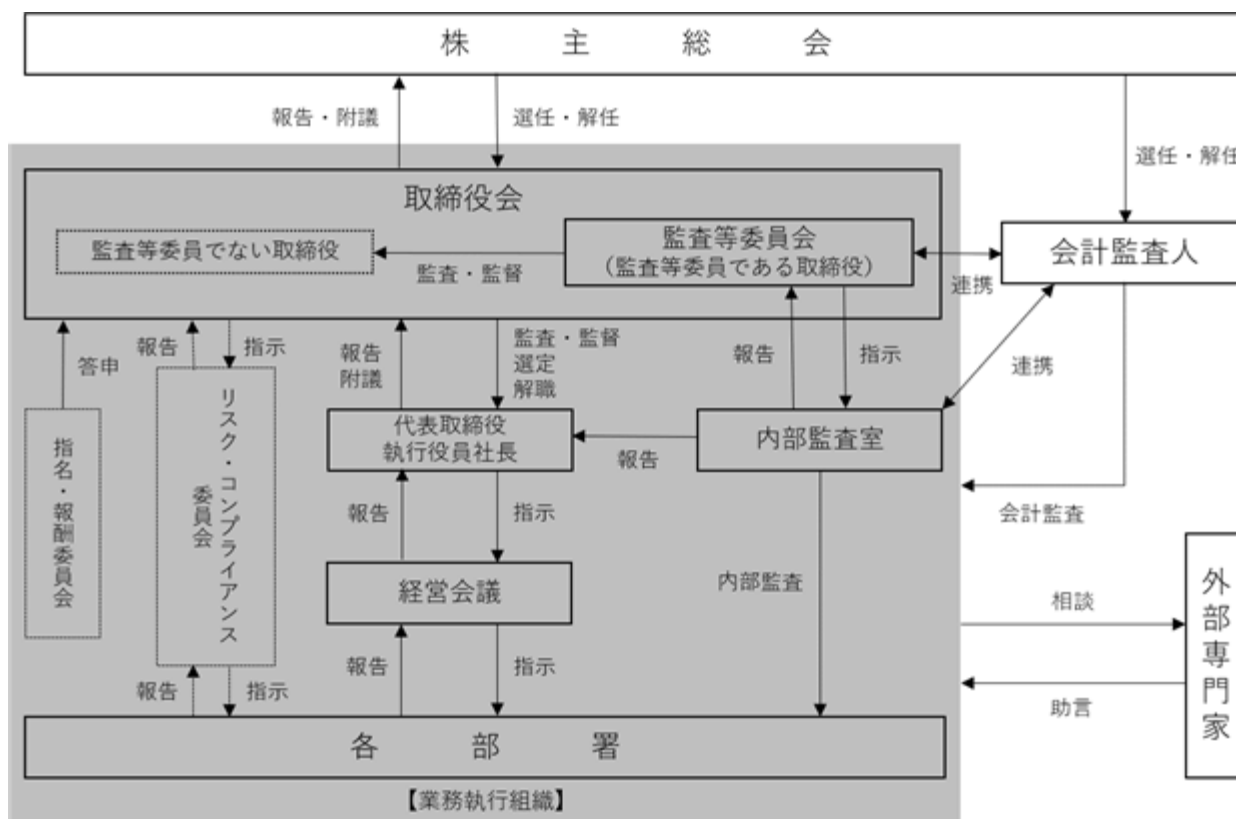 株主総会
報告・附議
選任・解任
選任・解任
取締役会
監査等委員でない取締役
監査・監督
監査等委員会
(監査等委員である取締役)
会計監査人
連携
答申
報告
指示
報告
附議
監査・監督
選定
解職
報告
指示
連携
指名・報酬委員会
リスク・コンプライアンス
委員会
代表取締役
執行役員社長
報告
内部監査室
報告
指示
会計監査
経営会議
内部監査
相談
外部専門家
報告
指示
報告
指示
助言
各部署
【業務執行組織】